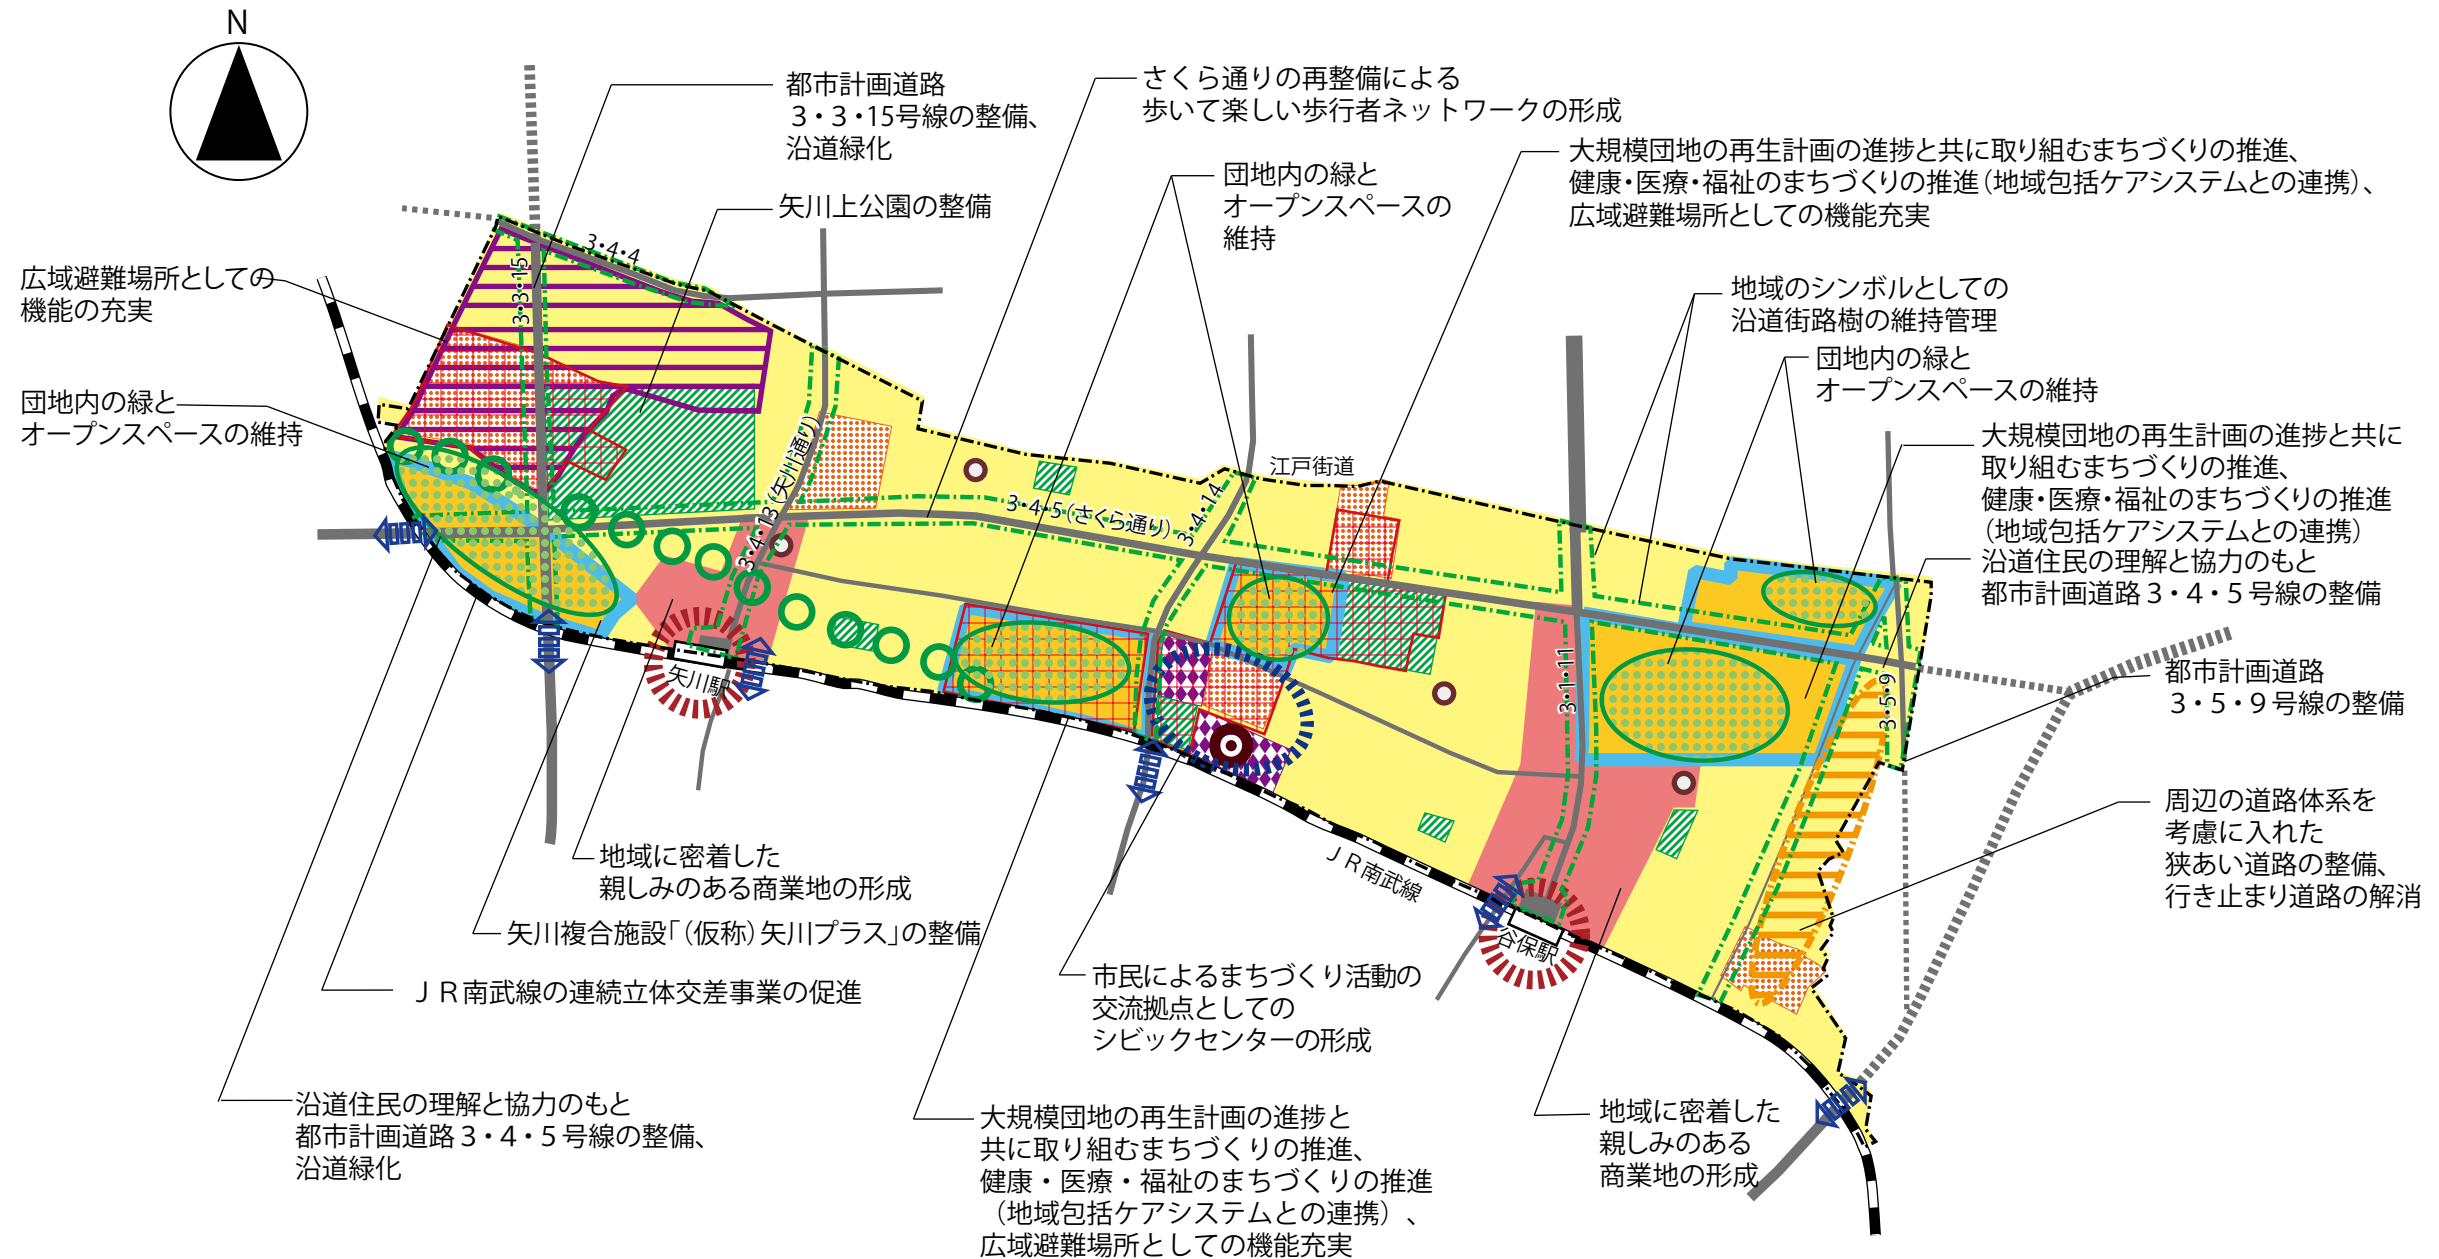 N
都市計画道路
３・３・15号線の整備、
沿道緑化
さくら通りの再整備による
歩いて楽しい歩行者ネットワークの形成
大規模団地の再生計画の進捗と共に取り組むまちづくりの推進、
健康・医療・福祉のまちづくりの推進（地域包括ケアシステムとの連携）、
広域避難場所としての機能充実
団地内の緑と
オープンスペースの
維持
矢川上公園の整備
広域避難場所としての
機能の充実
団地内の緑と
オープンスペースの維持
地域のシンボルとしての
沿道街路樹の維持管理
団地内の緑と
オープンスペースの維持
大規模団地の再生計画の進捗と共に
取り組むまちづくりの推進、
健康・医療・福祉のまちづくりの推進
（地域包括ケアシステムとの連携）
沿道住民の理解と協力のもと
都市計画道路３・４・５号線の整備
都市計画道路
３・５・９号線の整備
周辺の道路体系を
考慮に入れた
狭あい道路の整備、
行き止まり道路の解消
3・4・4
3・3・15
3・4・13（矢川通り）
3・4・5（さくら通り）
3・4・14
江戸街道
3・1・11
3・5・9
矢川駅
ＪＲ南武線
谷保駅
地域に密着した
親しみのある商業地の形成
矢川複合施設「（仮称）矢川プラス」の整備
ＪＲ南武線の連続立体交差事業の促進
沿道住民の理解と協力のもと
都市計画道路３・４・５号線の整備、
沿道緑化
市民によるまちづくり活動の
交流拠点としての
シビックセンターの形成
大規模団地の再生計画の進捗と
共に取り組むまちづくりの推進、
健康・医療・福祉のまちづくりの推進
（地域包括ケアシステムとの連携）、
広域避難場所としての機能充実
地域に密着した
親しみのある
商業地の形成